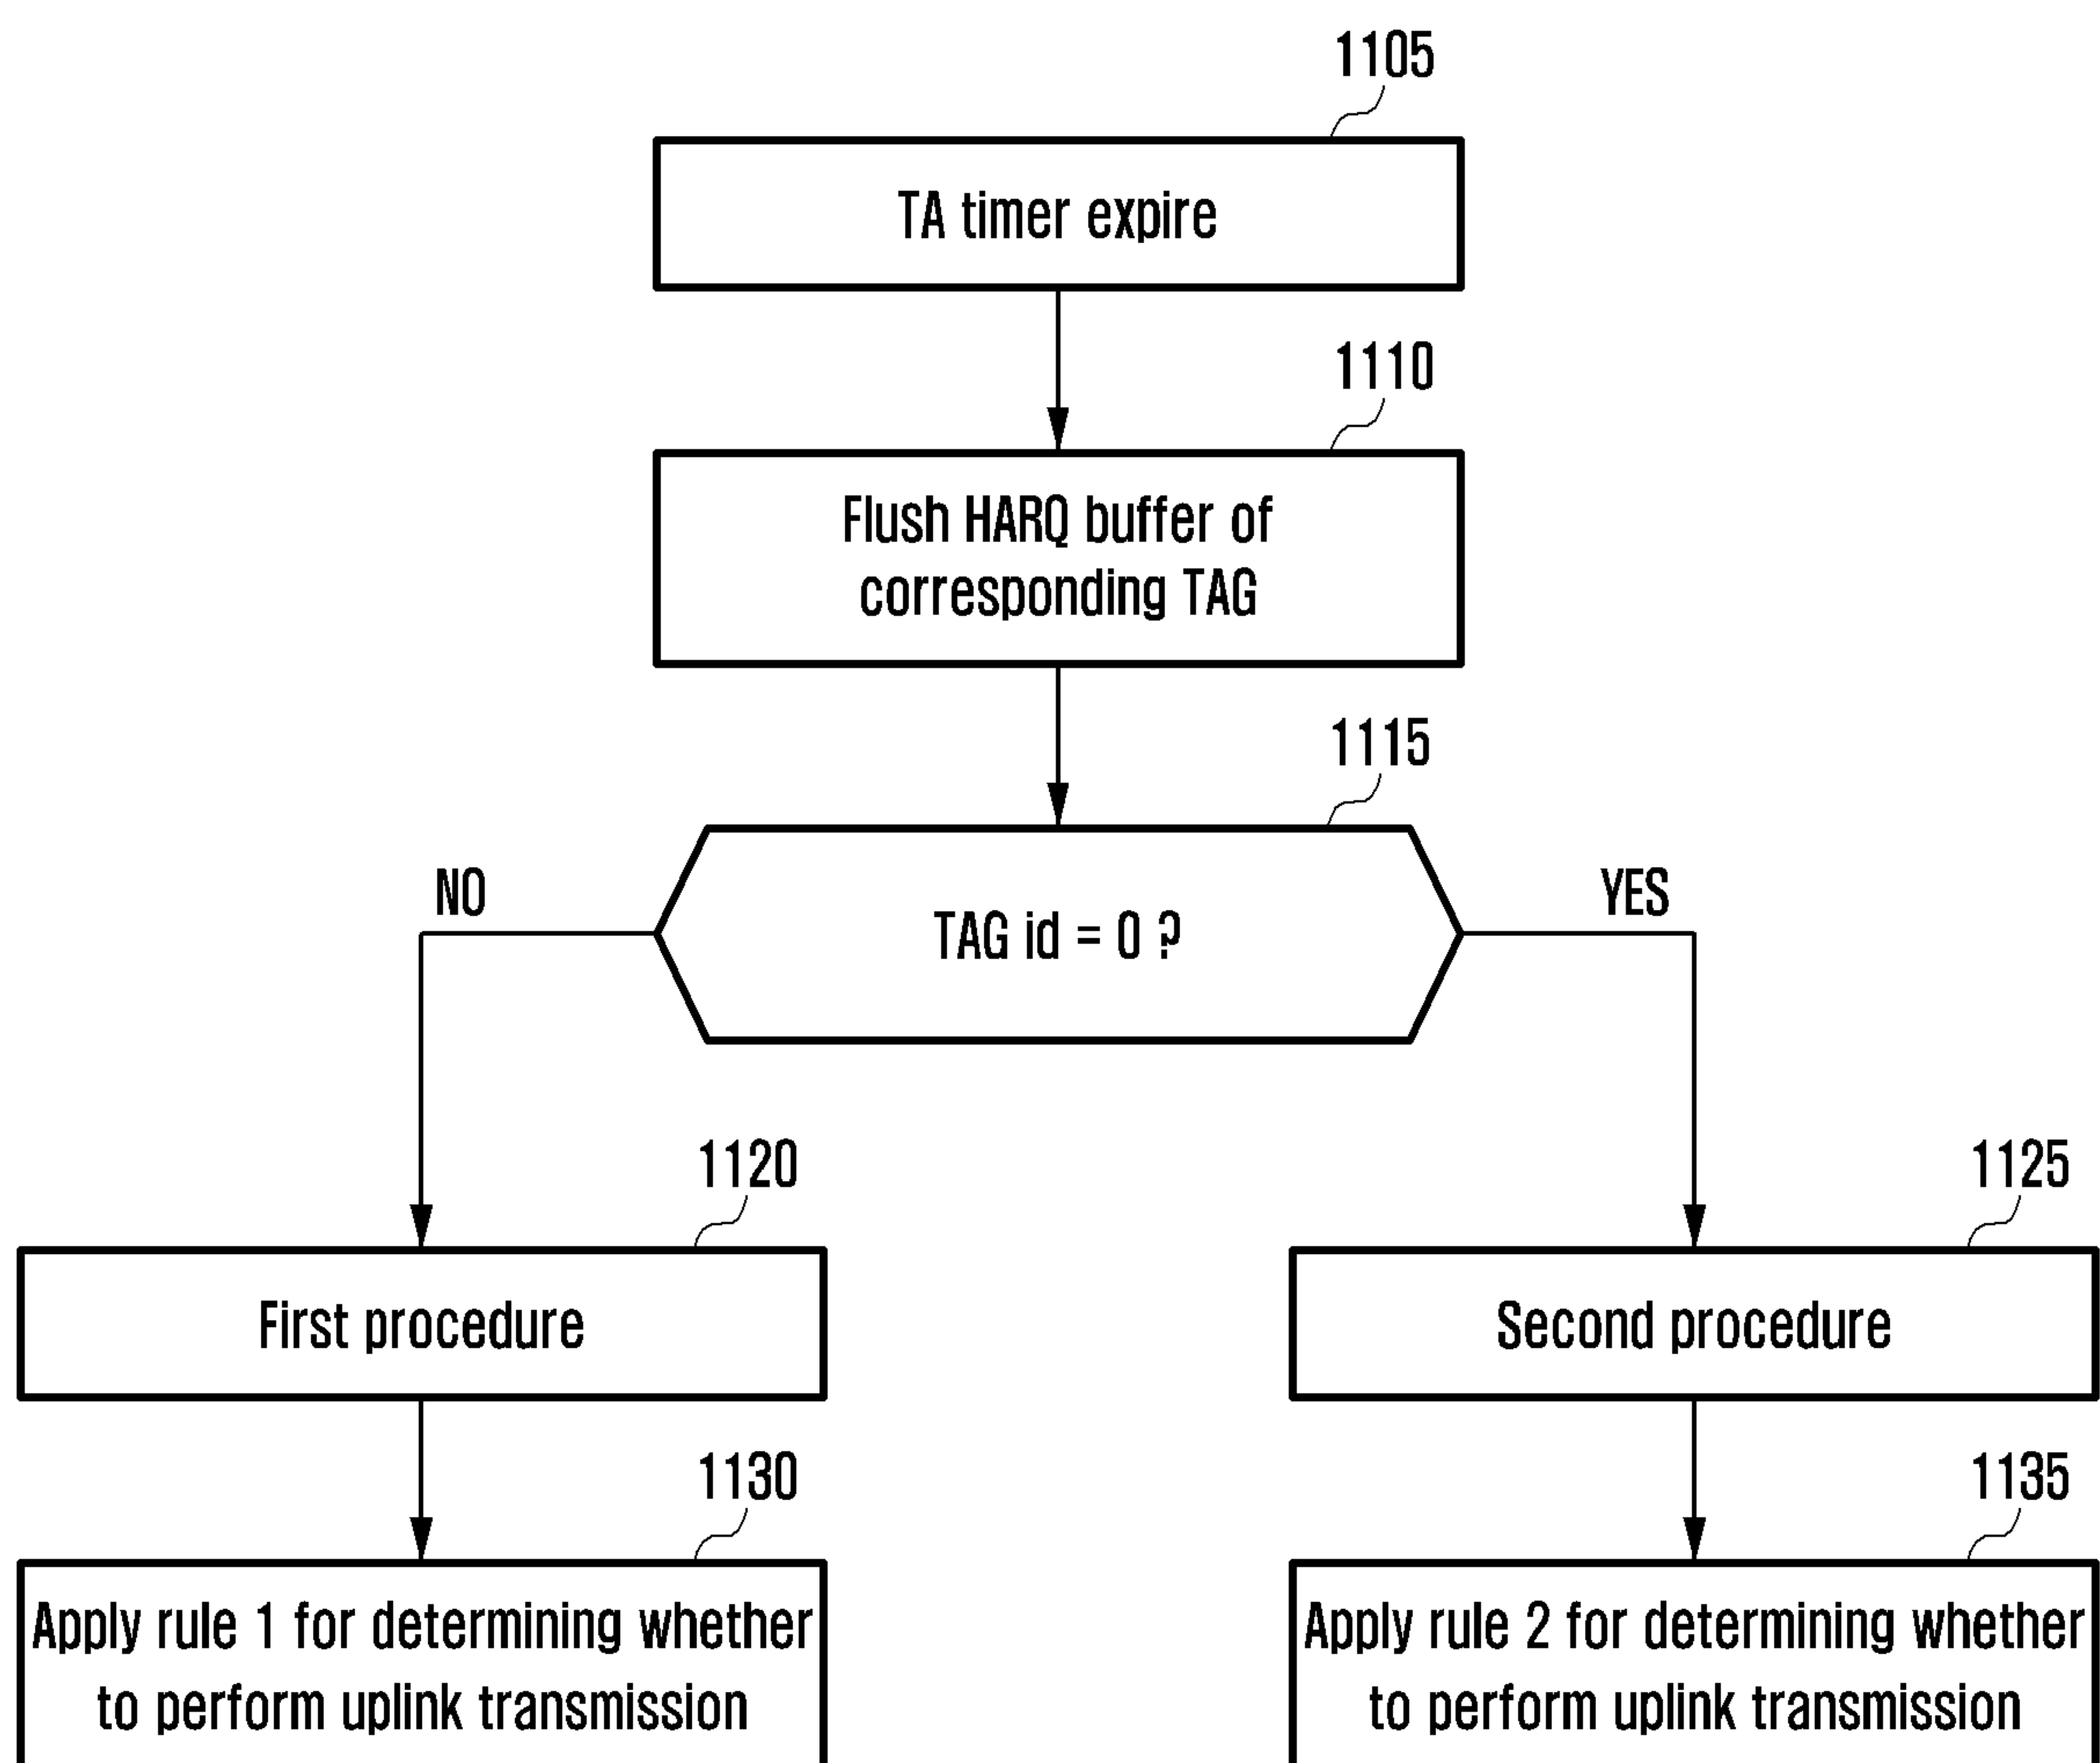 1105
TA timer expire
1110
Flush HARQ buffer of
corresponding TAG
1115
NO
TAG id = 0 ?
YES
1120
First procedure
1125
Second procedure
1130
Apply rule 1 for determining whether
to perform uplink transmission
1135
Apply rule 2 for determining whether
to perform uplink transmission